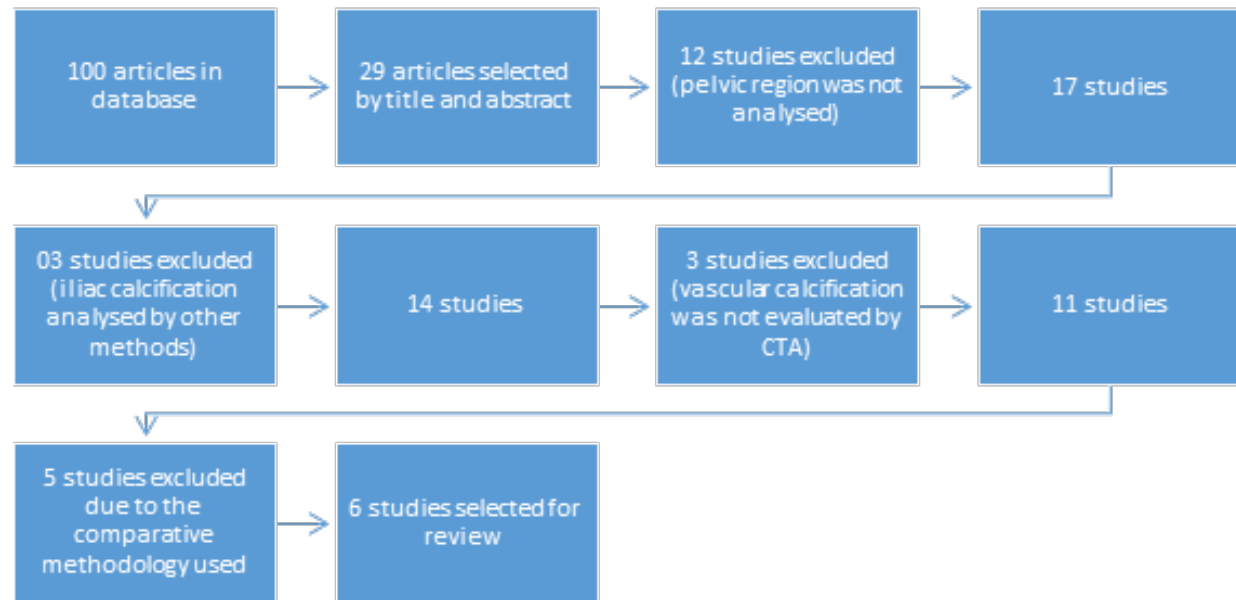 100 articles in
database
29 articles selected
by title and abstract
12 studies excluded
(pelvic region was not
analysed)
17 studies
03 studies excluded
(iliac calcification
analysed by other
methods)
14 studies
3 studies excluded
(vascular calcification
was not evaluated by
CTA)
11 studies
5 studies excluded
due to the
comparative
methodology used
6 studies selected for
review